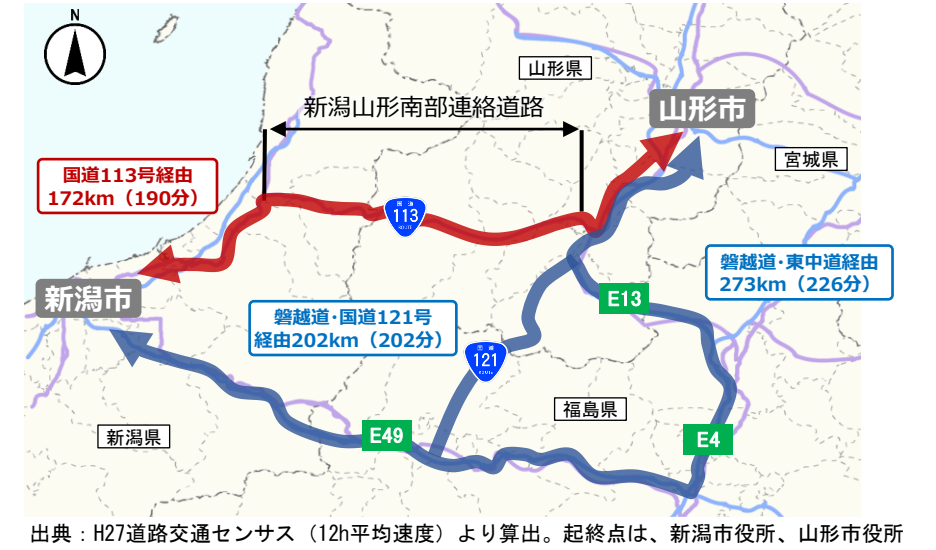 N
山形県
新潟山形南部連絡道路
山形市
宮城県
国道113号経由
172km（190分）
国道
113
ROUTE
新潟市
磐越道･東中道経由
273km（226分）
E13
磐越道･国道121号
経由202km（202分）
国道
121
福島県
新潟県
E49
E4
出典：H27道路交通センサス（12h平均速度）より算出。起終点は、新潟市役所、山形市役所